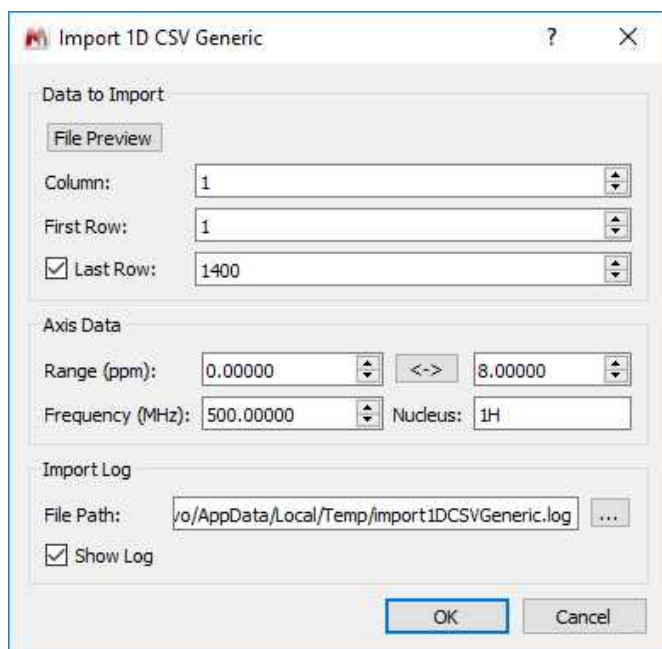 Import 1D CSV Generic ?
Data to Import
File Preview
Column: 1
First Row: 1
Last Row: 1400
Axis Data
Range (ppm): 0.00000 <-> 8.00000
Frequency (MHz): 500.00000 Nucleus: 1H
Import Log
File Path: vo/AppData/Local/Temp/import1DCSVGeneric.log ...
Show Log
OK Cancel